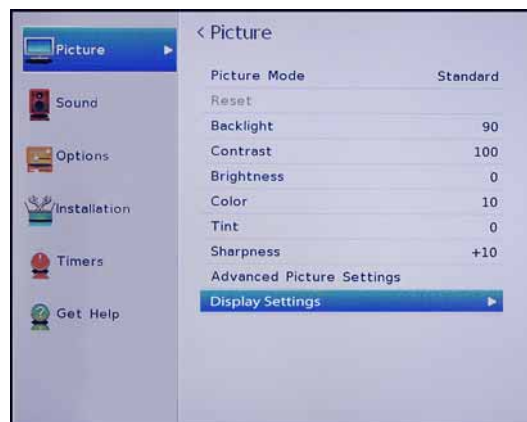 Picture
Sound
Options
Installation
Timers
Get Help
< Picture
Picture Mode Standard
Reset
Backlight 90
Contrast 100
Brightness 0
Color 10
Tint 0
Sharpness +10
Advanced Picture Settings
Display Settings